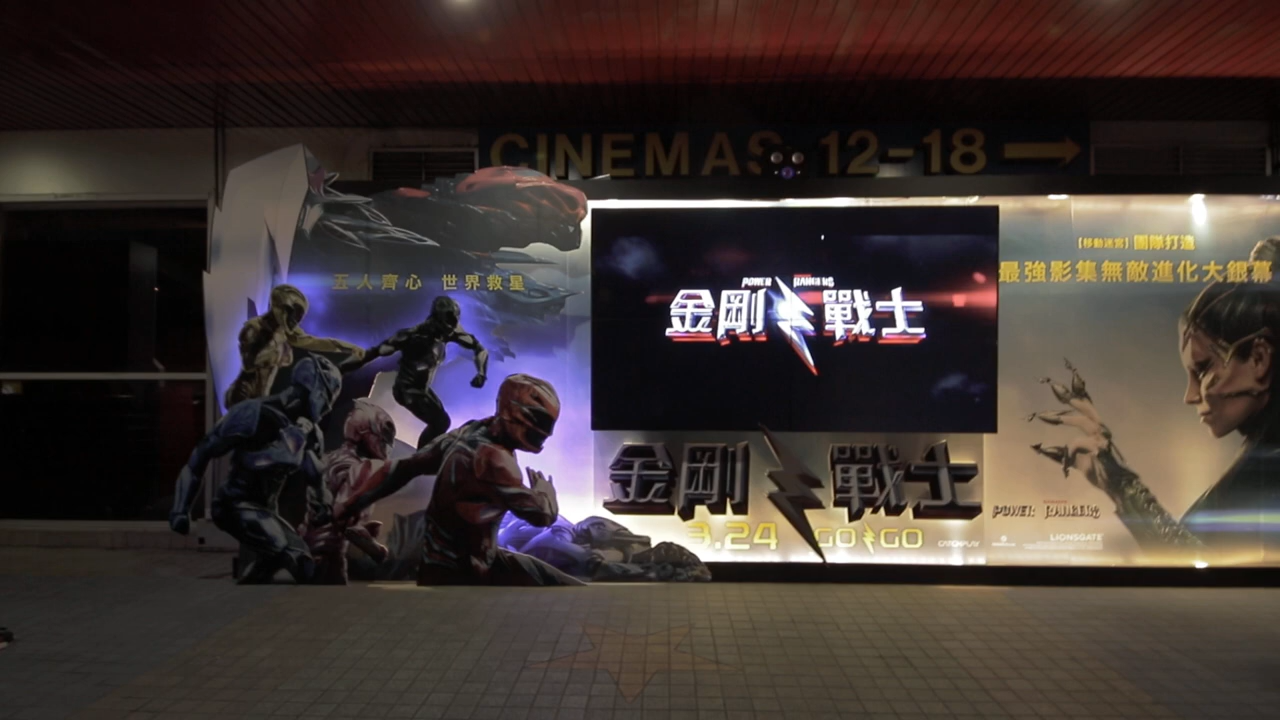 CINEMAS 12-18 →
五人齊心 世界救星
POWER RANGERS
金剛戰士
金剛戰士
3.24 GO GO
【移動迷宮】團隊打造
最強影集無敵進化大銀幕
POWER RANGERS
CATCHPLAY
LIONSGATE